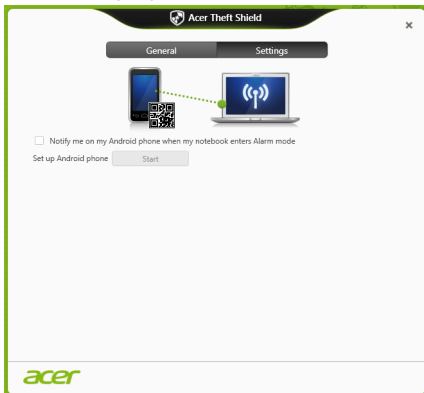 Acer Theft Shield
General Settings
Notify me on my Android phone when my notebook enters Alarm mode
Set up Android phone Start
acer